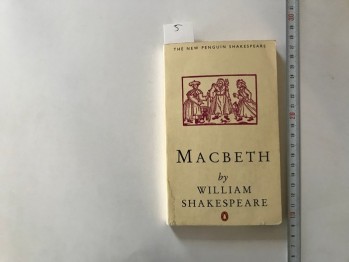 5
THE NEW PENGUIN SHAKESPEARE
MACBETH
by
WILLIAM
SHAKESPEARE